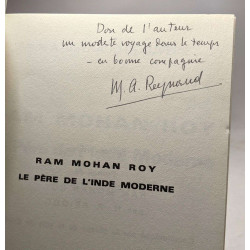 Don de l'auteur
un modeste voyage dans le temps
- en bonne compagnie
M. A. Reynaud
RAM MOHAN ROY
LE PÈRE DE L'INDE MODERNE